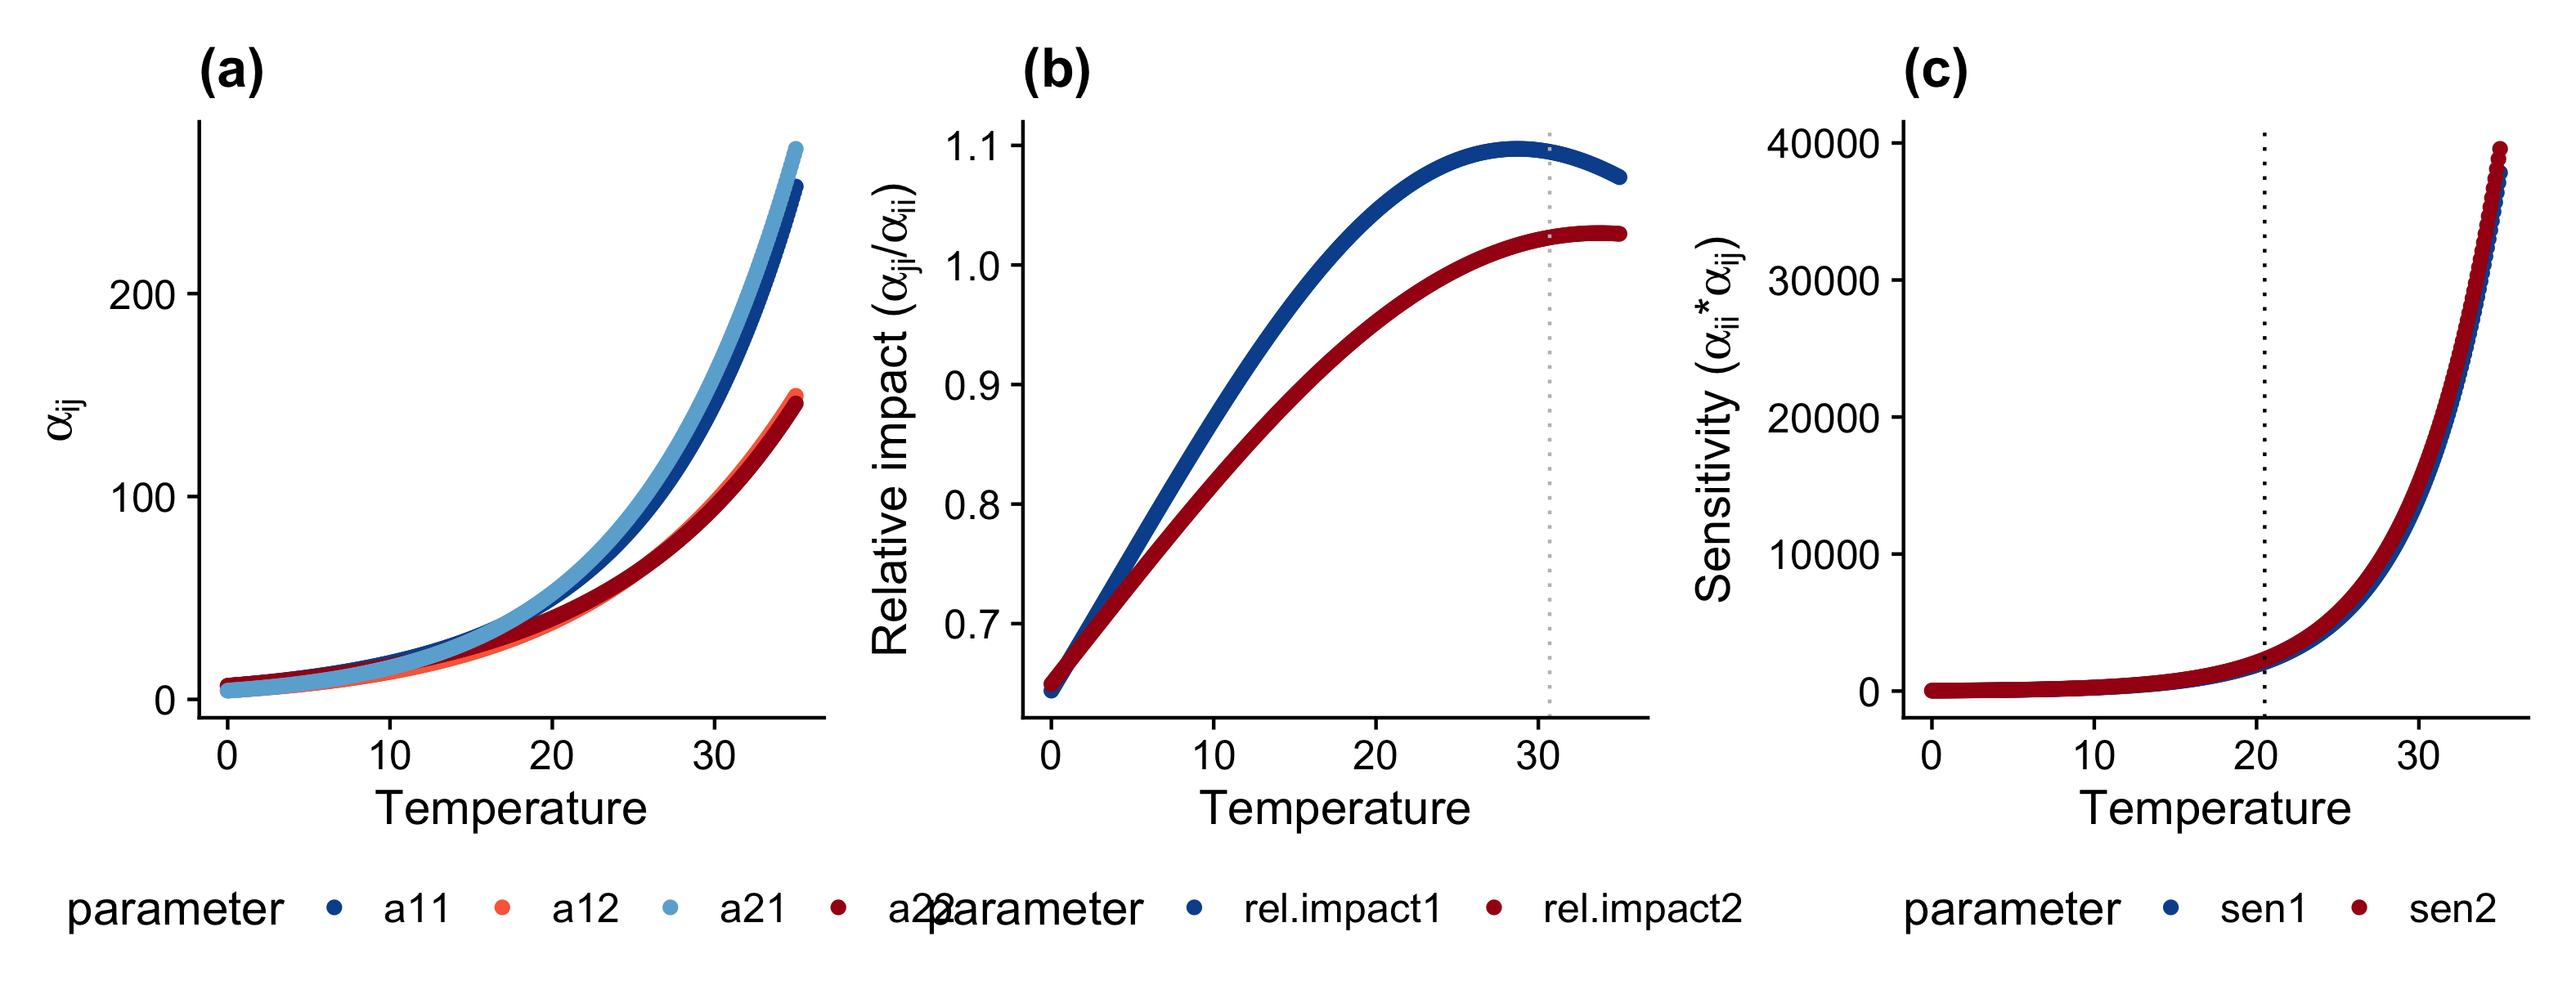 (a)
αij
200
100
0
0 10 20 30
Temperature
parameter a11 a12 a21 a22
(b)
Relative impact (αji/αii)
1.1
1.0
0.9
0.8
0.7
0 10 20 30
Temperature
parameter rel.impact1 rel.impact2
(c)
Sensitivity (αii*αij)
40000
30000
20000
10000
0
0 10 20 30
Temperature
parameter sen1 sen2